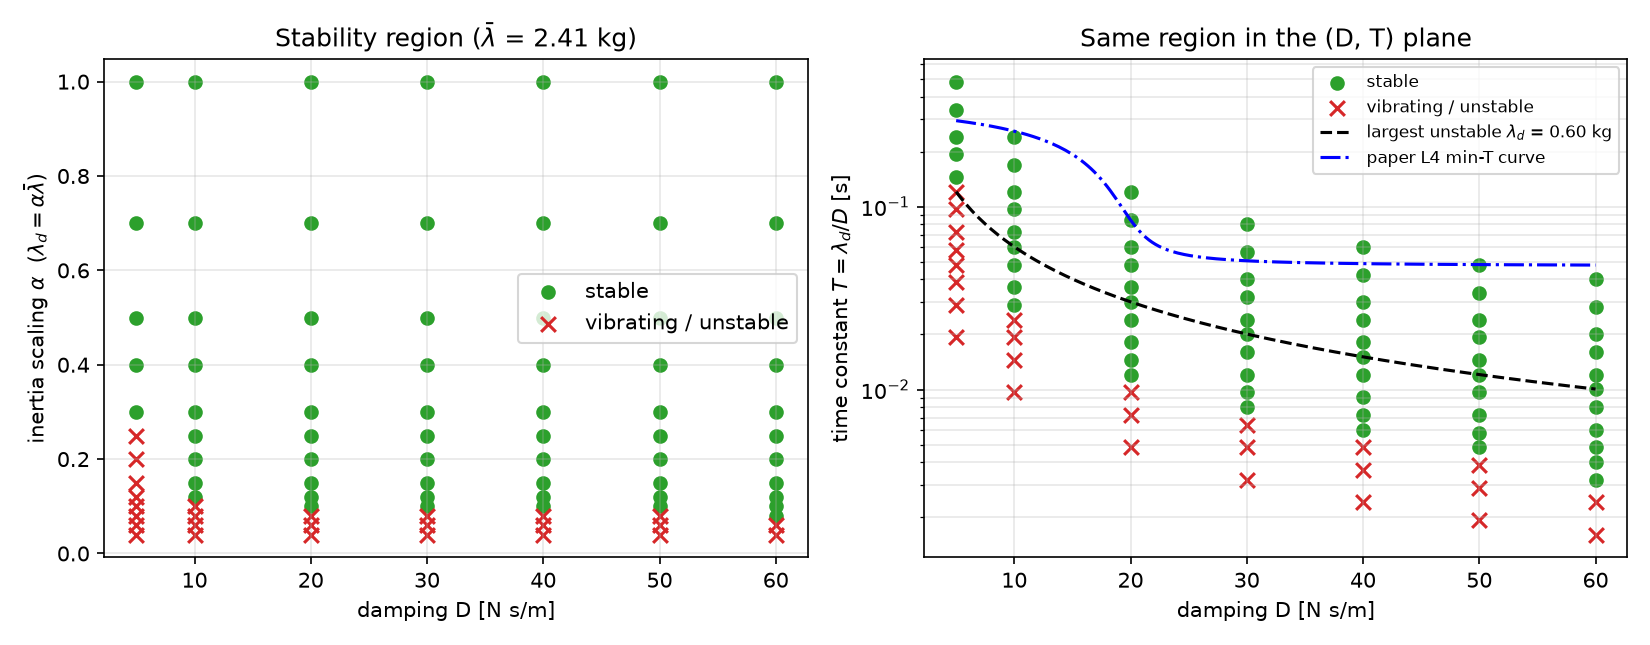 Stability region (λ̄ = 2.41 kg)
inertia scaling α (λ_d = αλ̄)
1.0
0.8
0.6
0.4
0.2
0.0
stable
vibrating / unstable
10
20
30
40
50
60
damping D [N s/m]
Same region in the (D, T) plane
time constant T = λ_d/D [s]
10⁻¹
10⁻²
stable
vibrating / unstable
largest unstable λ_d = 0.60 kg
paper L4 min-T curve
10
20
30
40
50
60
damping D [N s/m]